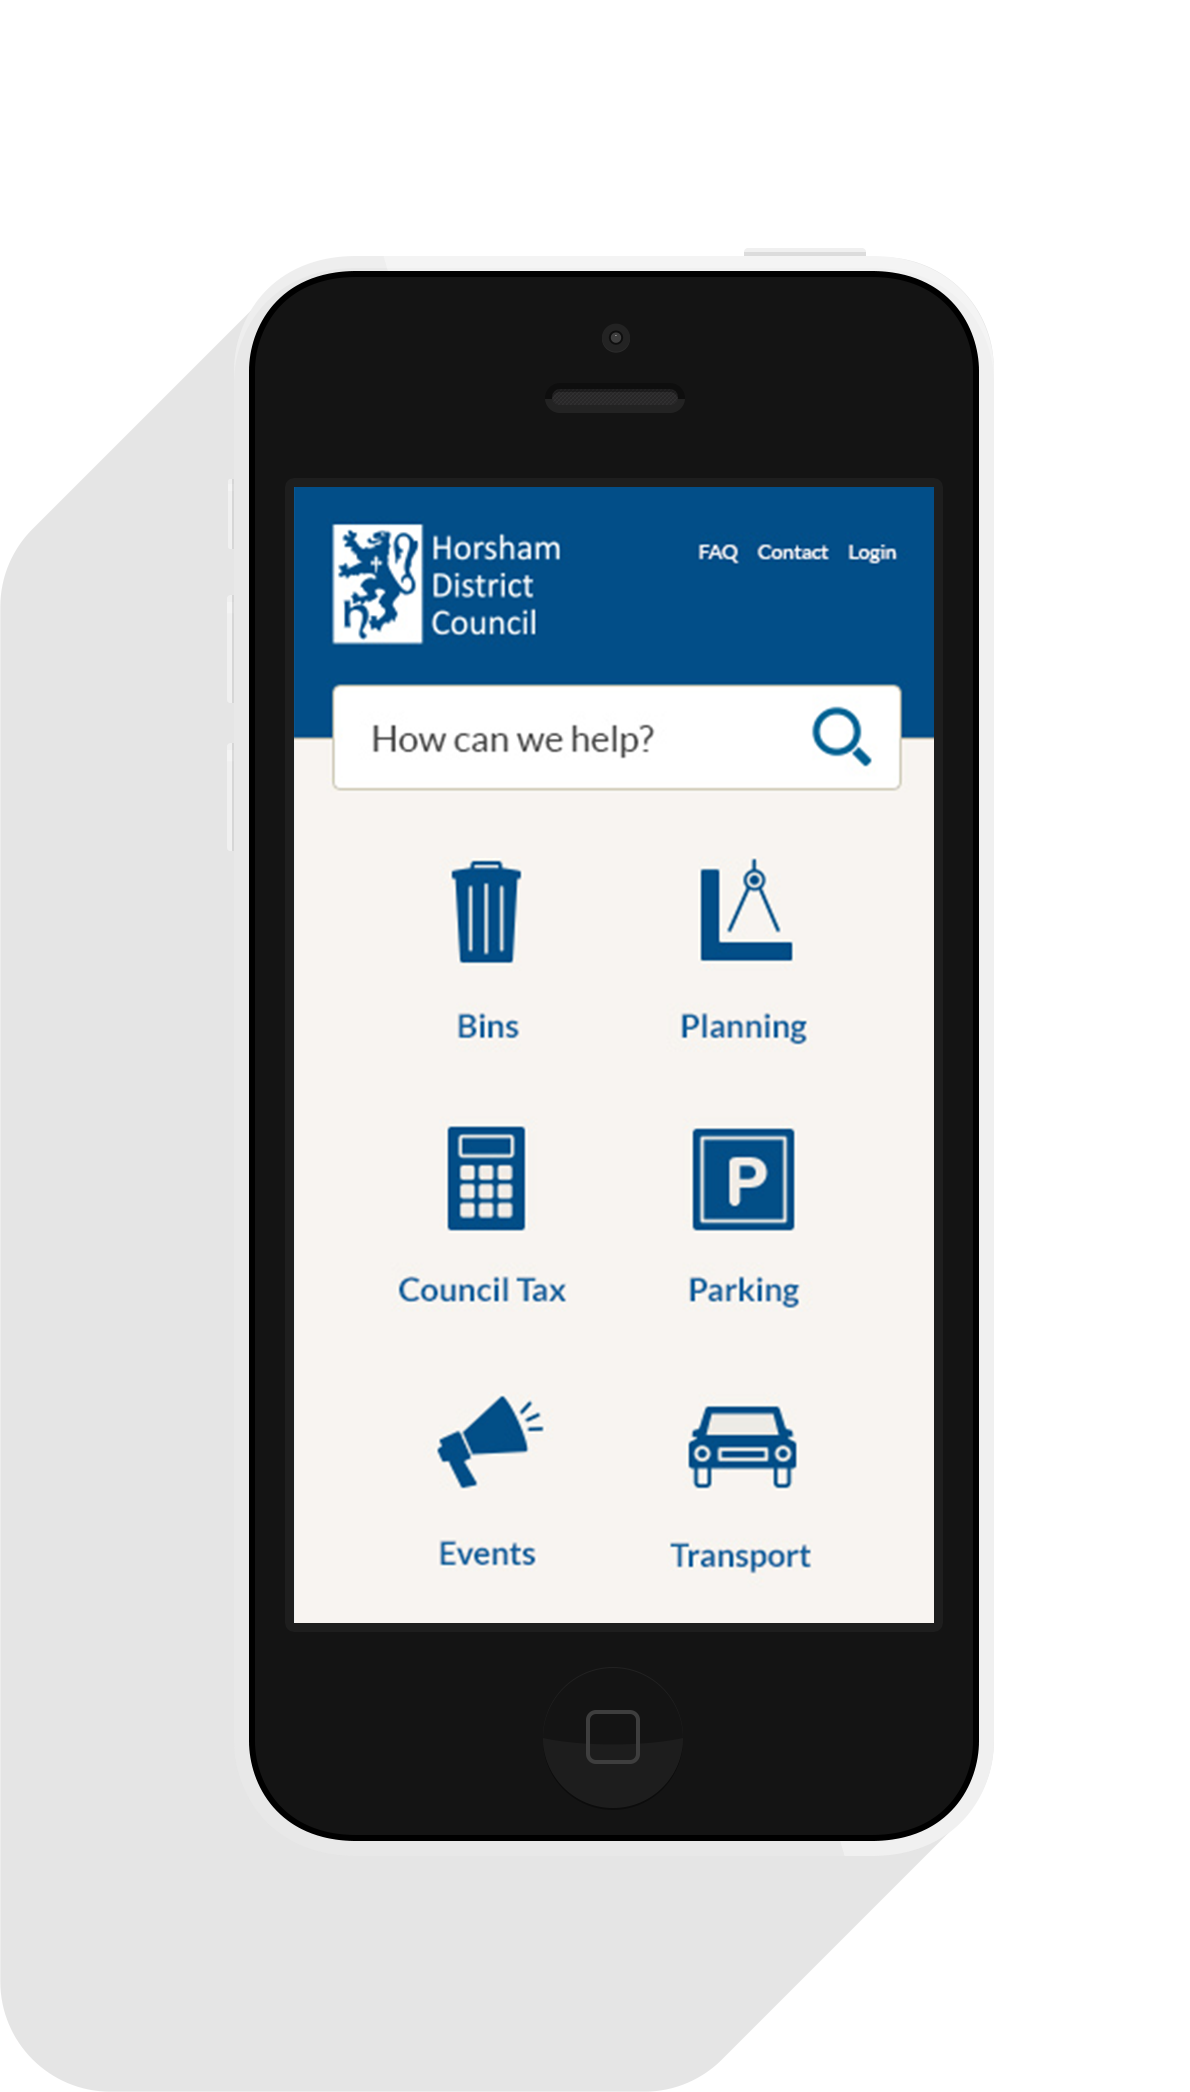 Horsham
District
Council
FAQ Contact Login
How can we help?
Bins Planning
P
Council Tax Parking
Events Transport